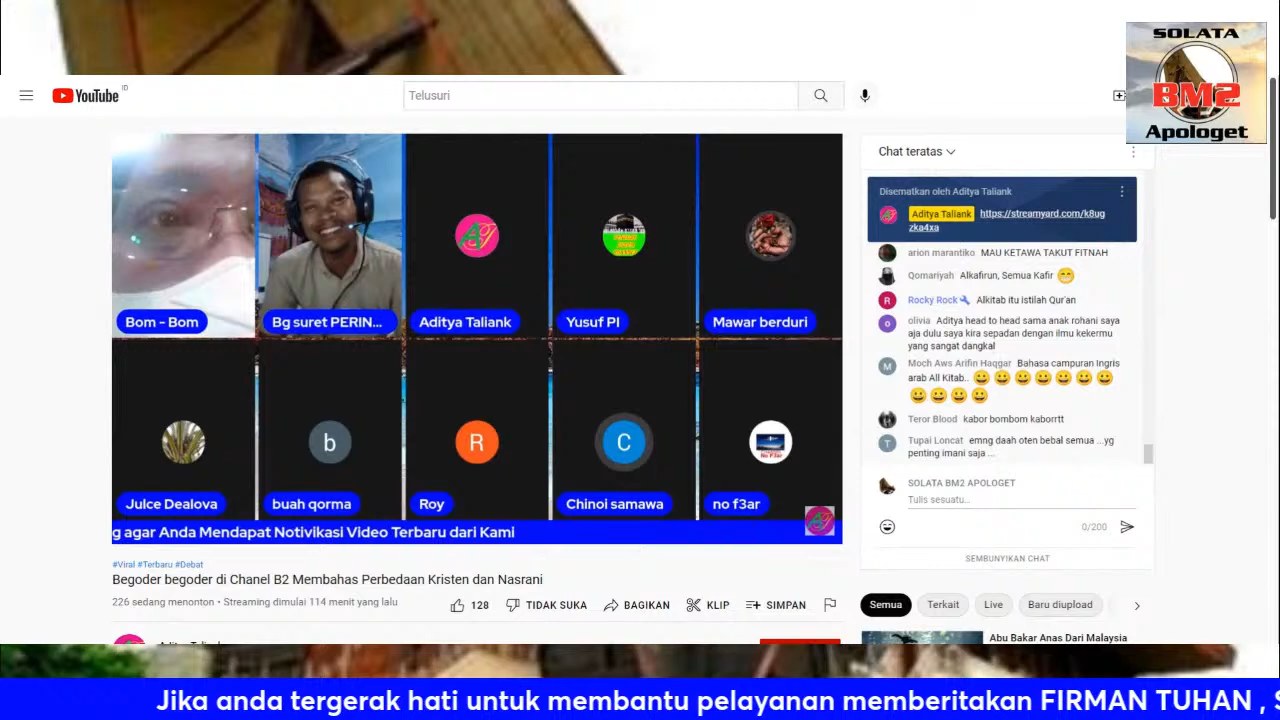 SOLATA
BM2
Apologet
YouTube ID
Telusuri
Bom - Bom
Bg suret PERIN...
Aditya Taliank
Yusuf PI
Mawar berduri
Julce Dealova
b
buah qorma
R
Roy
C
Chinoi samawa
No F3ar
no f3ar
g agar Anda Mendapat Notivikasi Video Terbaru dari Kami
#Viral #Terbaru #Debat
Begoder begoder di Chanel B2 Membahas Perbedaan Kristen dan Nasrani
226 sedang menonton • Streaming dimulai 114 menit yang lalu
128
TIDAK SUKA
BAGIKAN
KLIP
SIMPAN
Chat teratas
Disematkan oleh Aditya Taliank
Aditya Taliank https://streamyard.com/k8ug
zka4xa
arion marantiko MAU KETAWA TAKUT FITNAH
Qomariyah Alkafirun, Semua Kafir 😁
R
Rocky Rock Alkitab itu istilah Qur'an
o
olivia Aditya head to head sama anak rohani saya
aja dulu saya kira sepadan dengan ilmu kekermu
yang sangat dangkal
M
Moch Aws Arifin Haqgar Bahasa campuran Ingris
arab All Kitab.. 😀 😀 😀 😀 😀 😀 😀
😀 😀 😀 😀
Teror Blood kabor bombom kaborrtt
T
Tupai Loncat emng daah oten bebal semua ...yg
penting imani saja ...
SOLATA BM2 APOLOGET
Tulis sesuatu...
0/200
SEMBUNYIKAN CHAT
Semua
Terkait
Live
Baru diupload
Abu Bakar Anas Dari Malaysia
Jika anda tergerak hati untuk membantu pelayanan memberitakan FIRMAN TUHAN , S